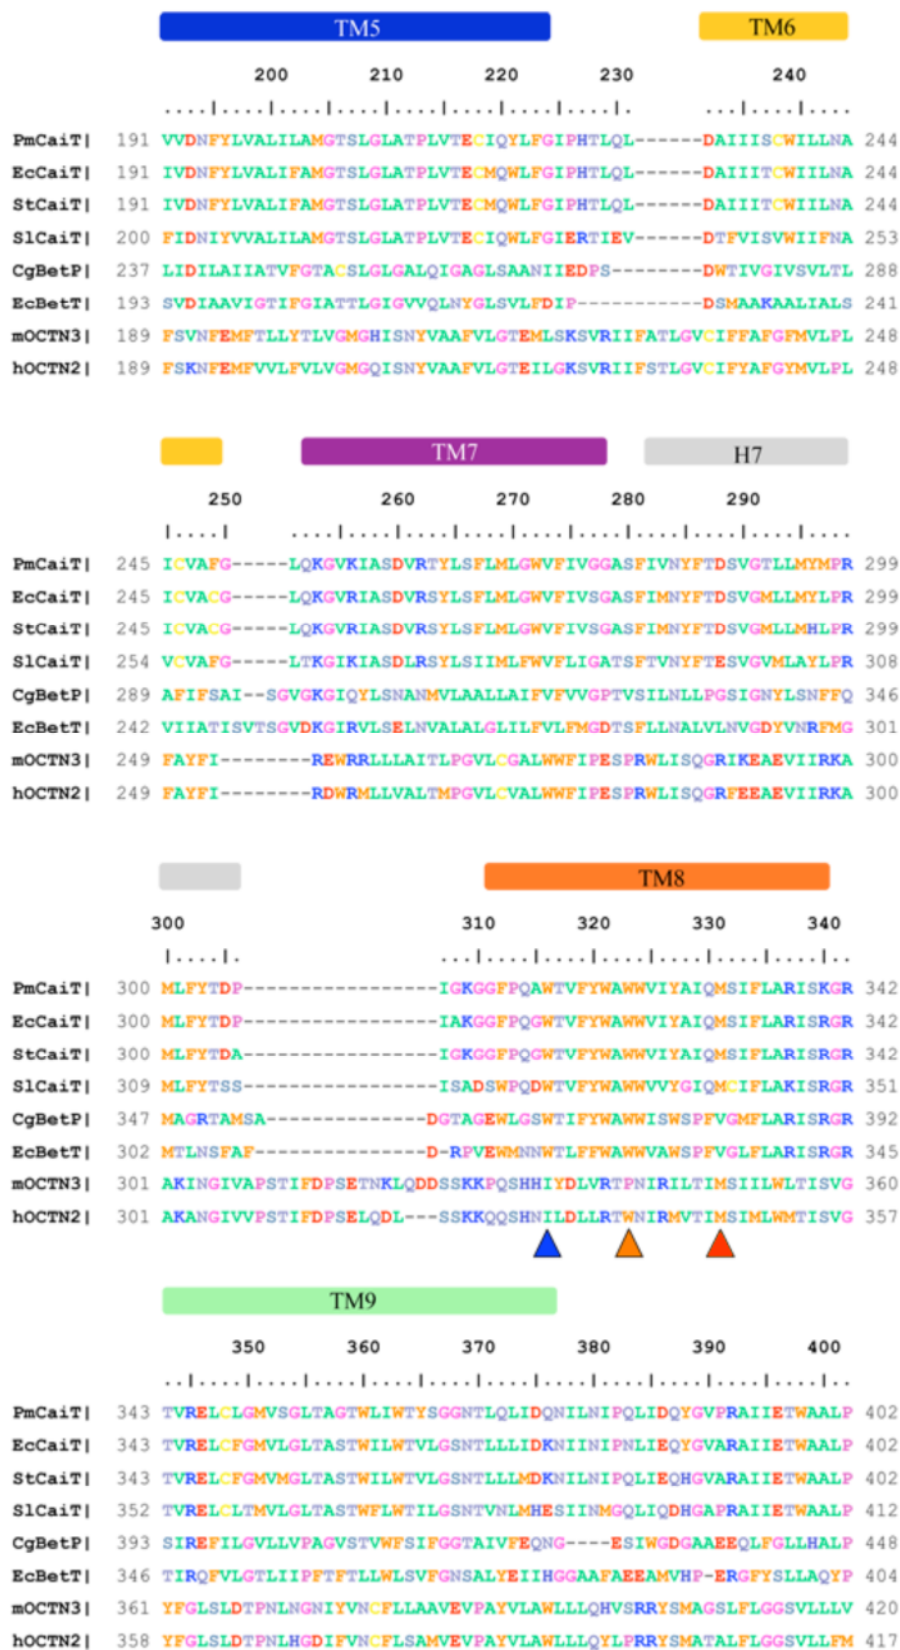 TM5 TM6
200 210 220 230 240
PmCaiT| 191 VVDNFYLVALILAMGTSLGLATPLVTECIQYLFGIPHTLQL------DAIIISCWILLNA 244
EcCaiT| 191 IVDNFYLVALIFAMGTSLGLATPLVTECMQWLFGIPHTLQL------DAIIITCWIILNA 244
StCaiT| 191 IVDNFYLVALIFAMGTSLGLATPLVTECMQWLFGIPHTLQL------DAIIITCWIILNA 244
SlCaiT| 200 FIDNIYVVALILAMGTSLGLATPLVTECIQWLFGIERTIEV------DTFVISVWIIFNA 253
CgBetP| 237 LIDILAIIATVFGTACSLGLGALQIGAGLSAANIIEDPS--------DWTIVGIVSVLTL 288
EcBetT| 193 SVDIAAVIGTIFGIATTLGIGVVQLNYGLSVLFDIP-----------DSMAAKAALIALS 241
mOCTN3| 189 FSVNFEMFTLLYTLVGMGHISNYVAAFVLGTEMLSKSVRIIFATLGVCIFFAFGFMVLPL 248
hOCTN2| 189 FSKNFEMFVVLFVLVGMGQISNYVAAFVLGTEILGKSVRIIFSTLGVCIFYAFGYMVLPL 248
TM7 H7
250 260 270 280 290
PmCaiT| 245 ICVAFG-----LQKGVKIASDVRTYLSFLMLGWVFIVGGASFIVNYFTDSVGTLLMYMPR 299
EcCaiT| 245 ICVACG-----LQKGVRIASDVRSYLSFLMLGWVFIVSGASFIMNYFTDSVGMLLMYLPR 299
StCaiT| 245 ICVACG-----LQKGVRIASDVRSYLSFLMLGWVFIVSGASFIMNYFTDSVGMLLMHLPR 299
SlCaiT| 254 VCVAFG-----LTKGIKIASDLRSYLSIIMLFWVFLIGATSFTVNYFTESVGVMLAYLPR 308
CgBetP| 289 AFIFSAI--SGVGKGIQYLSNANMVLAALLAIFVFVVGPTVSILNLLPGSIGNYLSNFFQ 346
EcBetT| 242 VIIATISVTSGVDKGIRVLSELNVALALGLILFVLFMGDTSFLLNALVLNVGDYVNRFMG 301
mOCTN3| 249 FAYFI--------REWRRLLLAITLPGVLCGALWWFIPESPRWLISQGRIKEAEVIIRKA 300
hOCTN2| 249 FAYFI--------RDWRMLLVALTMPGVLCVALWWFIPESPRWLISQGRFEEAEVIIRKA 300
TM8
300 310 320 330 340
PmCaiT| 300 MLFYTDP-----------------IGKGGFPQAWTVFYWAWWVIYAIQMSIFLARISKGR 342
EcCaiT| 300 MLFYTDP-----------------IAKGGFPQGWTVFYWAWWVIYAIQMSIFLARISRGR 342
StCaiT| 300 MLFYTDA-----------------IGKGGFPQGWTVFYWAWWVIYAIQMSIFLARISRGR 342
SlCaiT| 309 MLFYTSS-----------------ISADSWPQDWTVFYWAWWVVYGIQMCIFLAKISRGR 351
CgBetP| 347 MAGRTAMSA--------------DGTAGEWLGSWTIFYWAWWISWSPFVGMFLARISRGR 392
EcBetT| 302 MTLNSFAF---------------D-RPVEWMNNWTLFFWAWWVAWSPFVGLFLARISRGR 345
mOCTN3| 301 AKINGIVAPSTIFDPSETNKLQDDSSKKPQSHHIYDLVRTPNIRILTIMSIILWLTISVG 360
hOCTN2| 301 AKANGIVVPSTIFDPSELQDL---SSKKQQSHNILDLLRTWNIRMVTIMSIMLWMTISVG 357
TM9
350 360 370 380 390 400
PmCaiT| 343 TVRELCLGMVSGLTAGTWLIWTYSGGNTLQLIDQNILNIPQLIDQYGVPRAIIETWAALP 402
EcCaiT| 343 TVRELCFGMVLGLTASTWILWTVLGSNTLLLIDKNIINIPNLIEQYGVARAIIETWAALP 402
StCaiT| 343 TVRELCFGMVMGLTASTWILWTVLGSNTLLLMDKNILNIPQLIEQHGVARAIIETWAALP 402
SlCaiT| 352 TVRELCLTMVLGLTASTWFLWTILGSNTVNLMHESIINMGQLIQDHGAPRAIIETWAALP 412
CgBetP| 393 SIREFILGVLLVPAGVSTVWFSIFGGTAIVFEQNG----ESIWGDGAAEEQLFGLLHALP 448
EcBetT| 346 TIRQFVLGTLIIPFTFTLLWLSVFGNSALYEIIHGGAAFAEEAMVHP-ERGFYSLLAQYP 404
mOCTN3| 361 YFGLSLDTPNLNGNIYVNCFLLAAVEVPAYVLAWLLLQHVSRRYSMAGSLFLGGSVLLLV 420
hOCTN2| 358 YFGLSLDTPNLHGDIFVNCFLSAMVEVPAYVLAWLLLQYLPRRYSMATALFLGGSVLLFM 417